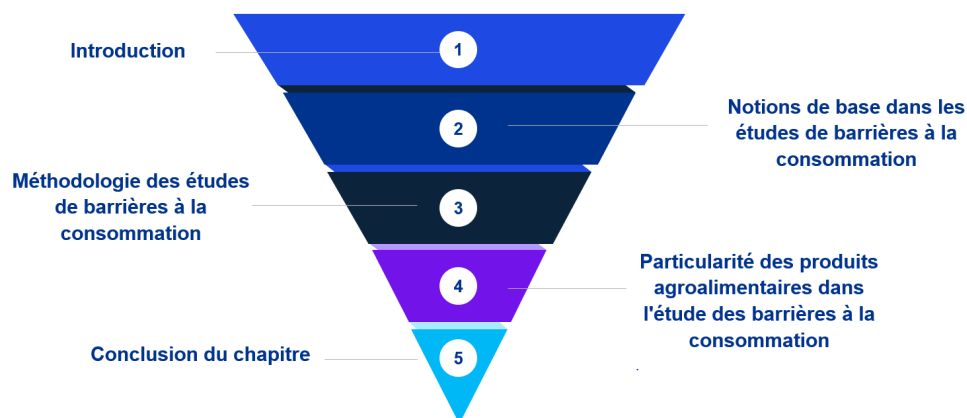 Introduction
1
2
Notions de base dans les
études de barrières à la
consommation
Méthodologie des études
de barrières à la
consommation
3
4
Particularité des produits
agroalimentaires dans
l'étude des barrières à la
consommation
Conclusion du chapitre
5
.